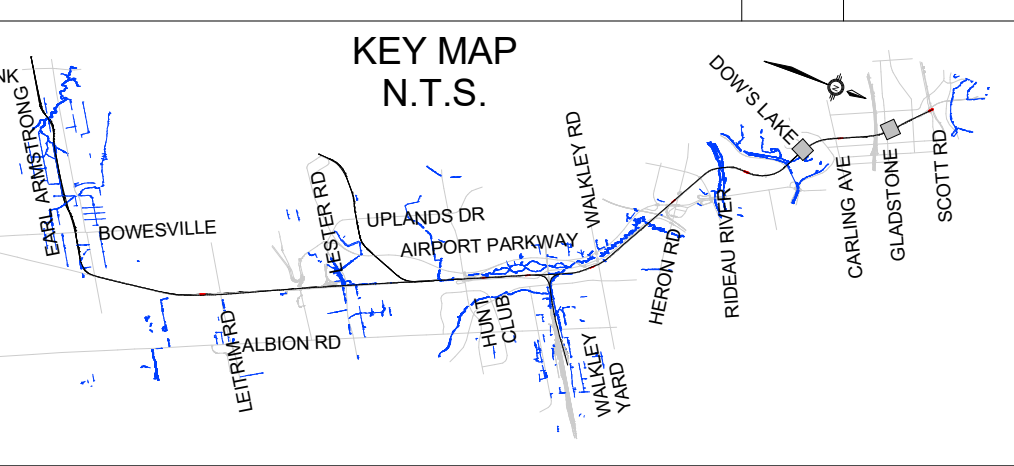 KEY MAP
N.T.S.
NK
EARL ARMSTRONG
BOWESVILLE
LESTER RD
UPLANDS DR
AIRPORT PARKWAY
WALKLEY RD
DOW'S LAKE
N
LEITRIM RD
ALBION RD
HUNT
CLUB
WALKLEY
YARD
HERON RD
RIDEAU RIVER
CARLING AVE
GLADSTONE
SCOTT RD